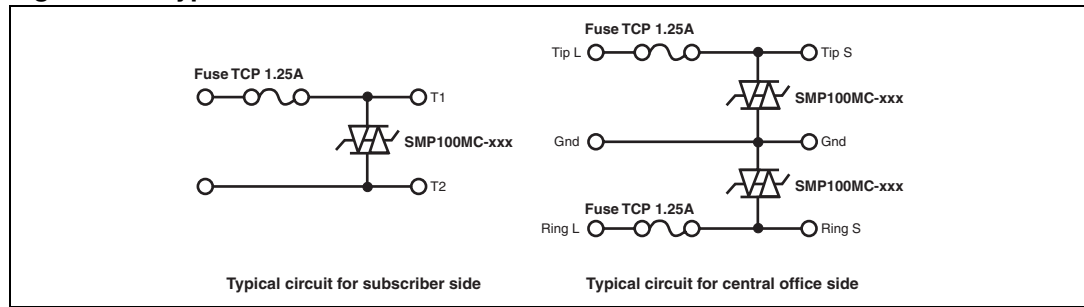 Fuse TCP 1.25A
T1
SMP100MC-xxx
T2
Typical circuit for subscriber side
Fuse TCP 1.25A
Tip L
Tip S
SMP100MC-xxx
Gnd
Gnd
SMP100MC-xxx
Fuse TCP 1.25A
Ring L
Ring S
Typical circuit for central office side